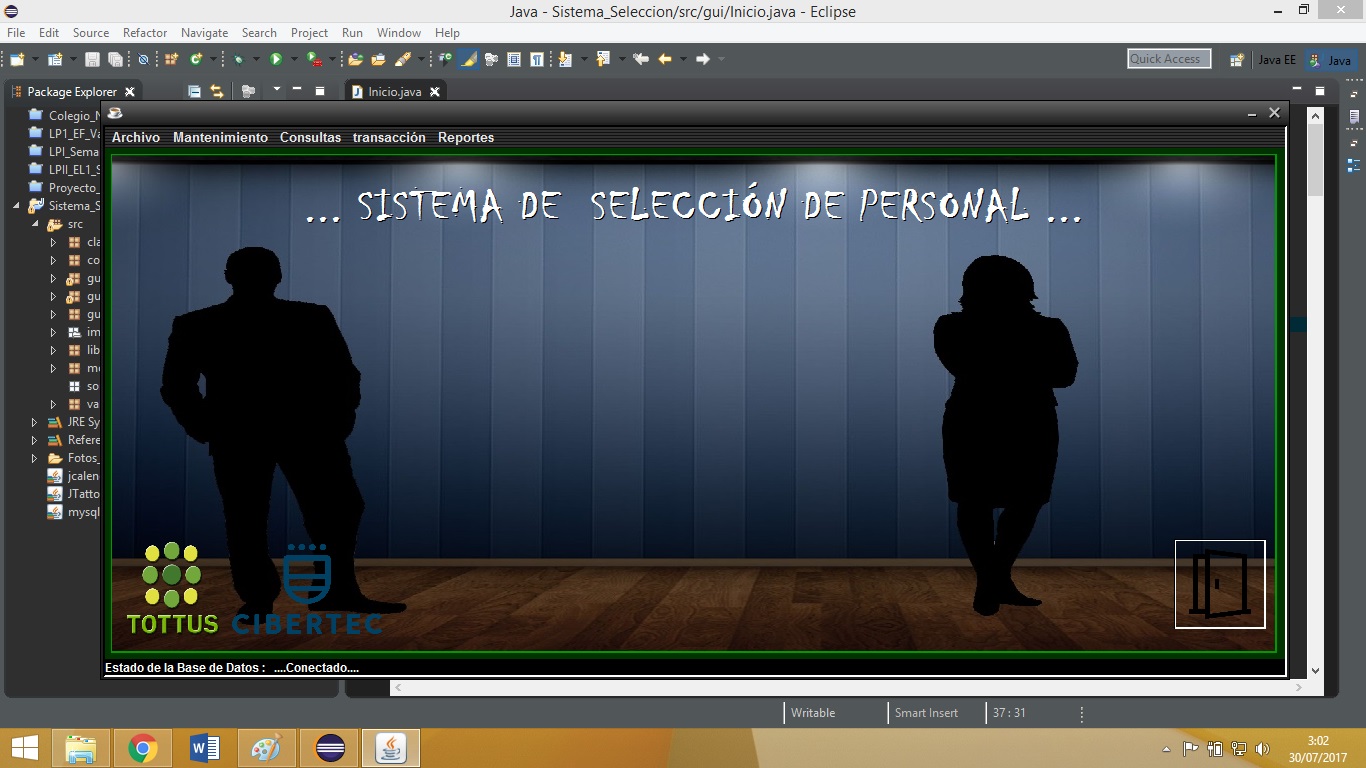 Java - Sistema_Seleccion/src/gui/Inicio.java - Eclipse
File Edit Source Refactor Navigate Search Project Run Window Help
Quick Access Java EE Java
Package Explorer Inicio.java
Archivo Mantenimiento Consultas transacción Reportes
... SISTEMA DE SELECCIÓN DE PERSONAL ...
Colegio_N
LP1_EF_Va
LPI_Sema
LPII_EL1_S
Proyecto_
Sistema_S
src
cla
co
gu
gu
gu
im
lib
me
so
va
JRE Sy
Refere
Fotos_
jcalen
JTatto
mysql
TOTTUS CIBERTEC
Estado de la Base de Datos : ....Conectado....
Writable Smart Insert 37 : 31
3:02
30/07/2017